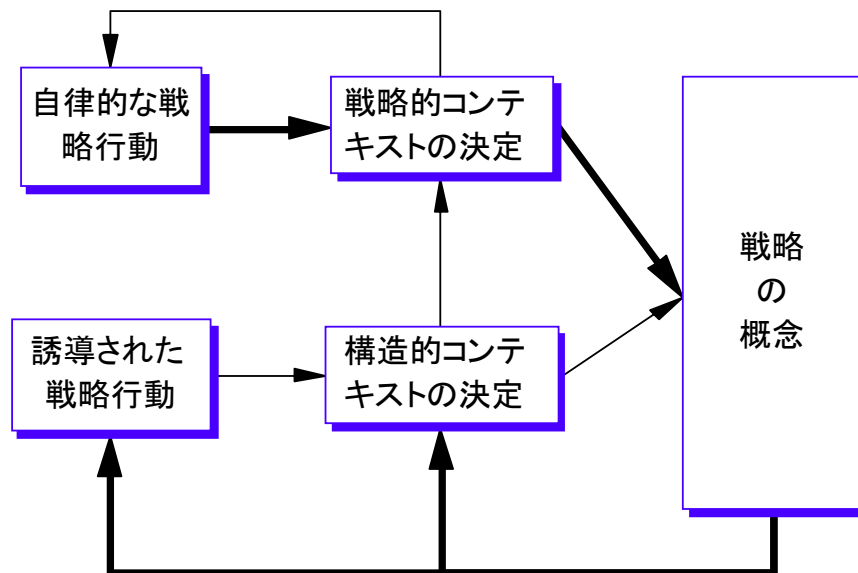 自律的な戦
略行動
戦略的コンテ
キストの決定
誘導された
戦略行動
構造的コンテ
キストの決定
戦略
の
概念